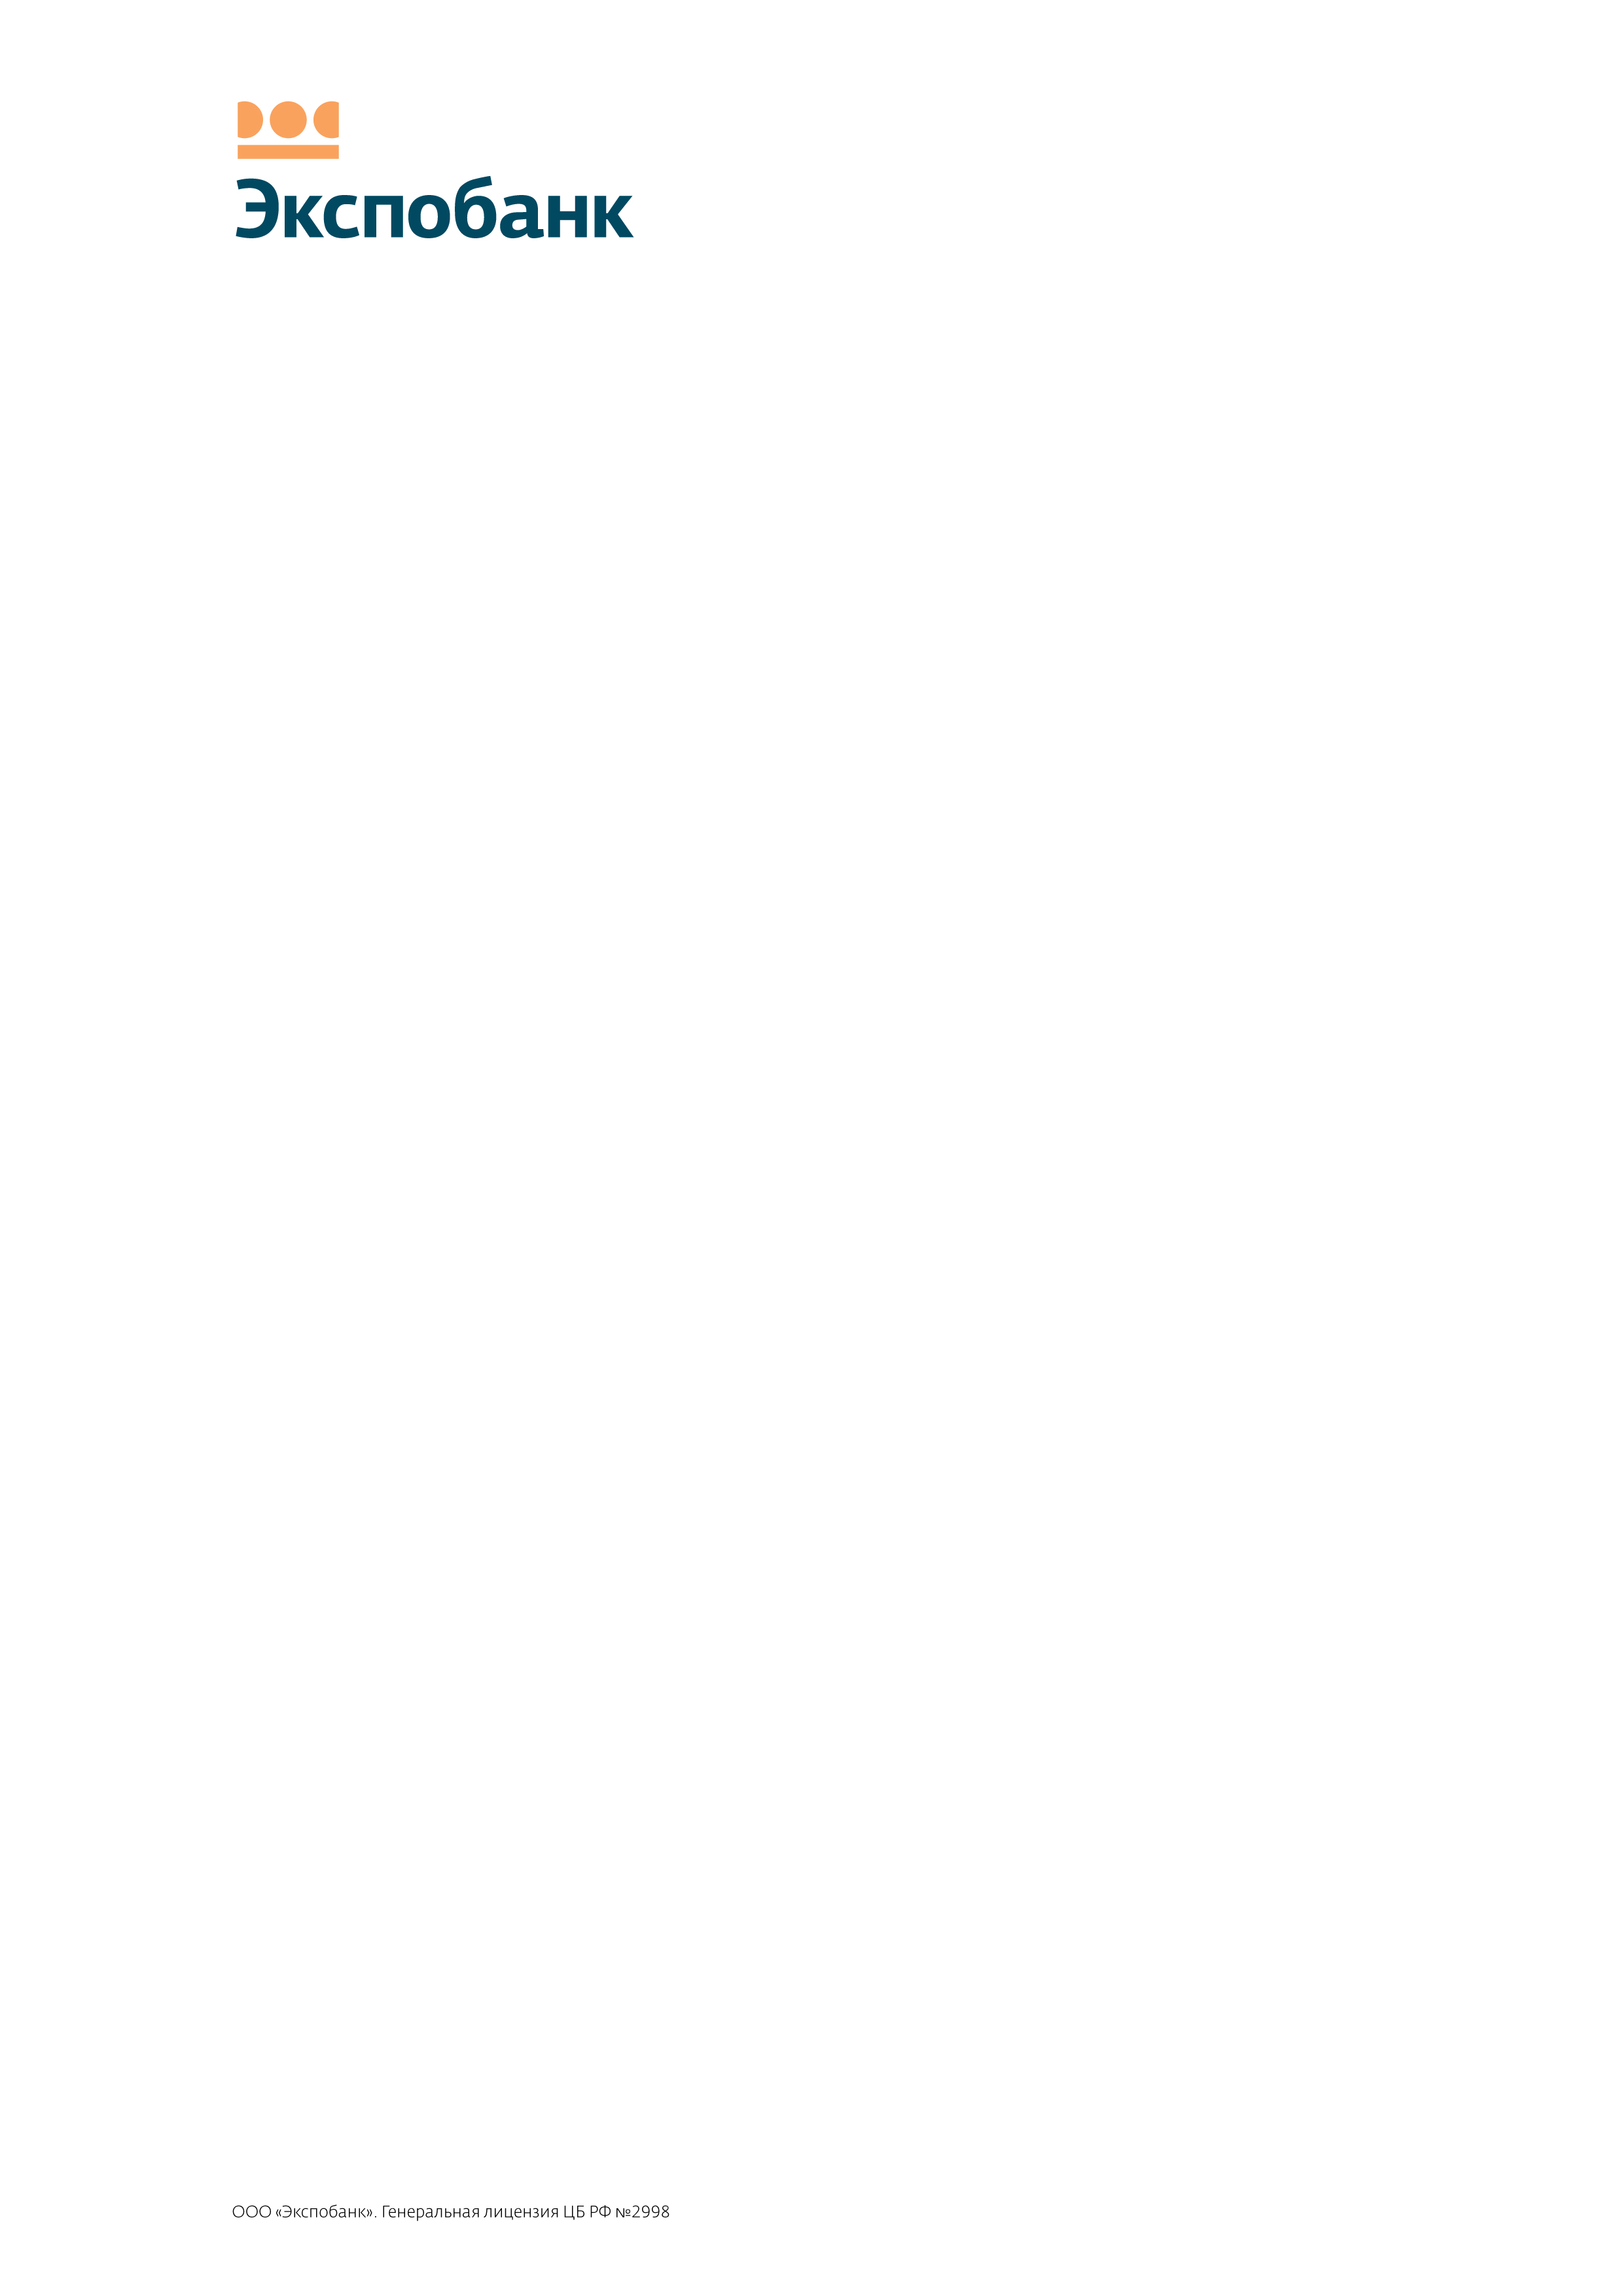 Экспобанк
ООО «Экспобанк». Генеральная лицензия ЦБ РФ №2998